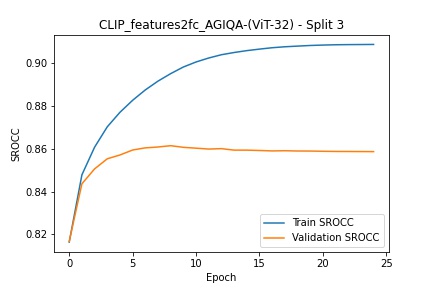 CLIP_features2fc_AGIQA-(ViT-32) - Split 3
SROCC
0.90
0.88
0.86
0.84
0.82
Train SROCC
Validation SROCC
0 5 10 15 20 25
Epoch